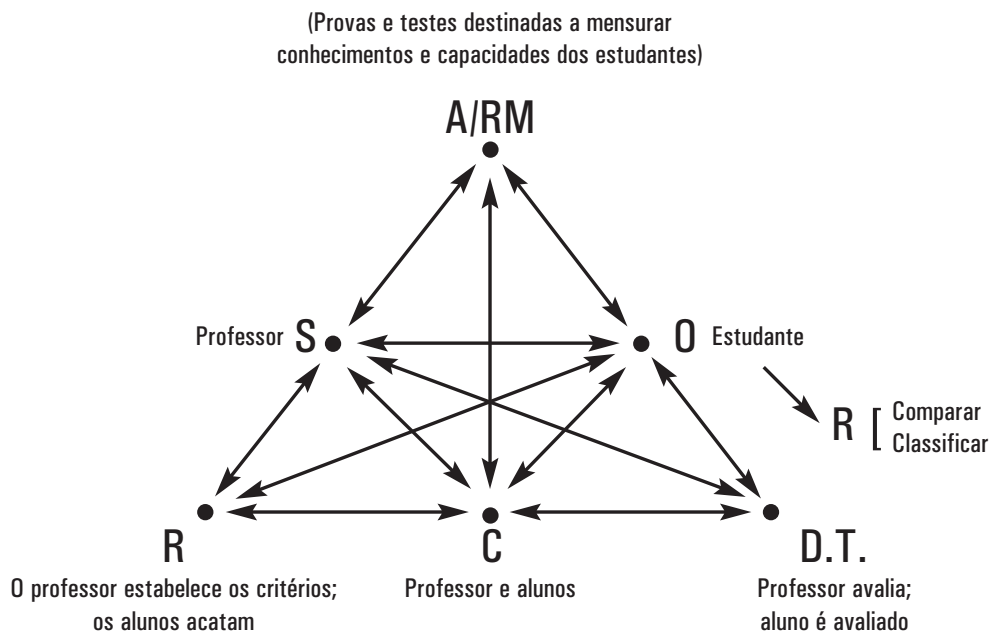 (Provas e testes destinadas a mensurar
conhecimentos e capacidades dos estudantes)
A/RM
Professor S
O Estudante
R [ Comparar
Classificar
R
O professor estabelece os critérios;
os alunos acatam
C
Professor e alunos
D.T.
Professor avalia;
aluno é avaliado